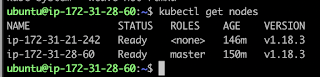 ubuntu@ip-172-31-28-60:~$ kubectl get nodes
NAME STATUS ROLES AGE VERSION
ip-172-31-21-242 Ready <none> 146m v1.18.3
ip-172-31-28-60 Ready master 150m v1.18.3
ubuntu@ip-172-31-28-60:~$